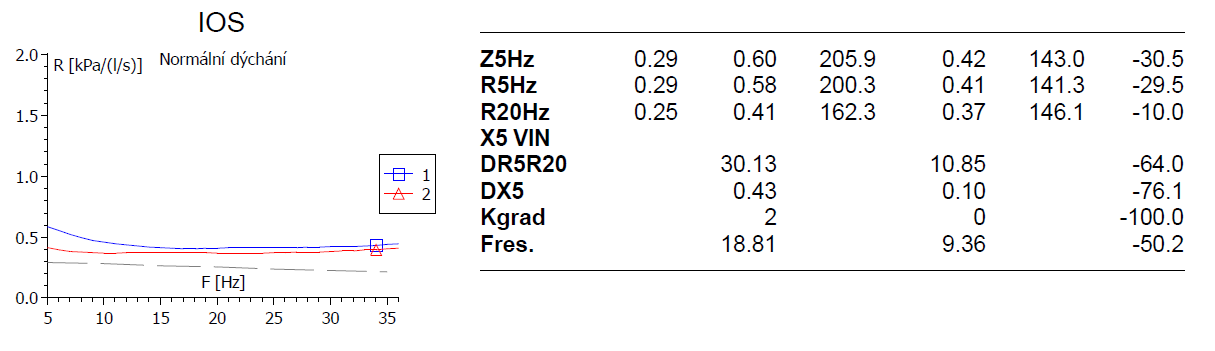 IOS
R [kPa/(l/s)]
Normální dýchání
2.0
1.5
1.0
0.5
0.0
1
2
F [Hz]
5 10 15 20 25 30 35
Z5Hz 0.29 0.60 205.9 0.42 143.0 -30.5
R5Hz 0.29 0.58 200.3 0.41 141.3 -29.5
R20Hz 0.25 0.41 162.3 0.37 146.1 -10.0
X5 VIN
DR5R20 30.13 10.85 -64.0
DX5 0.43 0.10 -76.1
Kgrad 2 0 -100.0
Fres. 18.81 9.36 -50.2